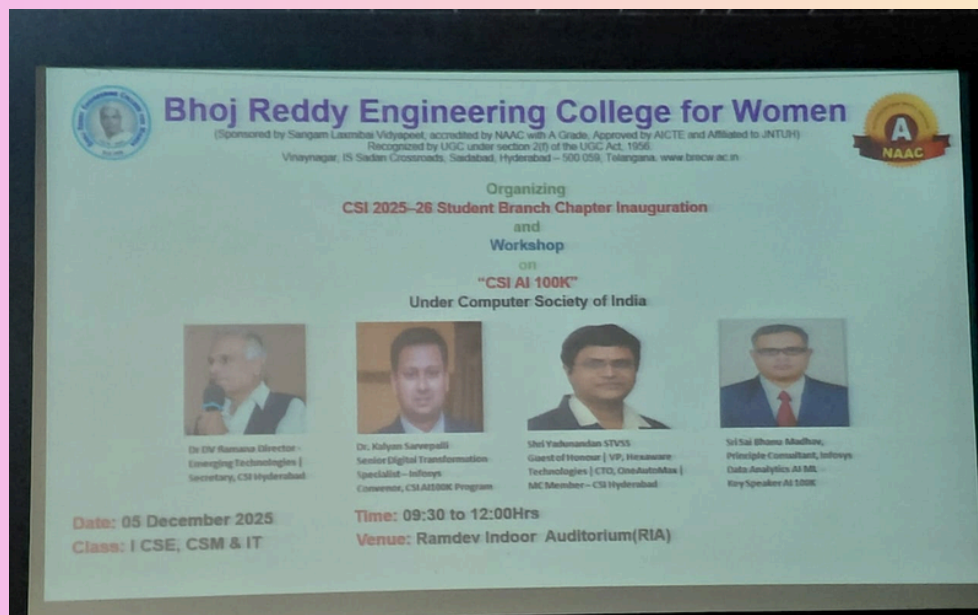 Bhoj Reddy Engineering College for Women
(Sponsored by Sangam Laxmibai Vidyapeet, accredited by NAAC with A Grade, Approved by AICTE and Affiliated to JNTUH)
Recognized by UGC under section 2(f) of the UGC Act, 1956.
Vinaynagar, IS Sadan Crossroads, Saidabad, Hyderabad – 500 059, Telangana. www.brecw.ac.in
A
NAAC
Organizing
CSI 2025–26 Student Branch Chapter Inauguration
and
Workshop
on
“CSI AI 100K”
Under Computer Society of India
Dr DV Ramana Director -
Emerging Technologies |
Secretary, CSI Hyderabad
Dr. Kalyan Sarvepalli
Senior Digital Transformation
Specialist – Infosys
Convenor, CSI AI100K Program
Shri Yadunandan STVSS
Guest of Honour | VP, Hexaware
Technologies | CTO, OneAutoMax |
MC Member – CSI Hyderabad
Sri Sai Bhanu Madhav,
Principle Consultant, Infosys
Data Analytics AI ML -
Key Speaker AI 100K
Date: 05 December 2025
Class: I CSE, CSM & IT
Time: 09:30 to 12:00Hrs
Venue: Ramdev Indoor Auditorium(RIA)